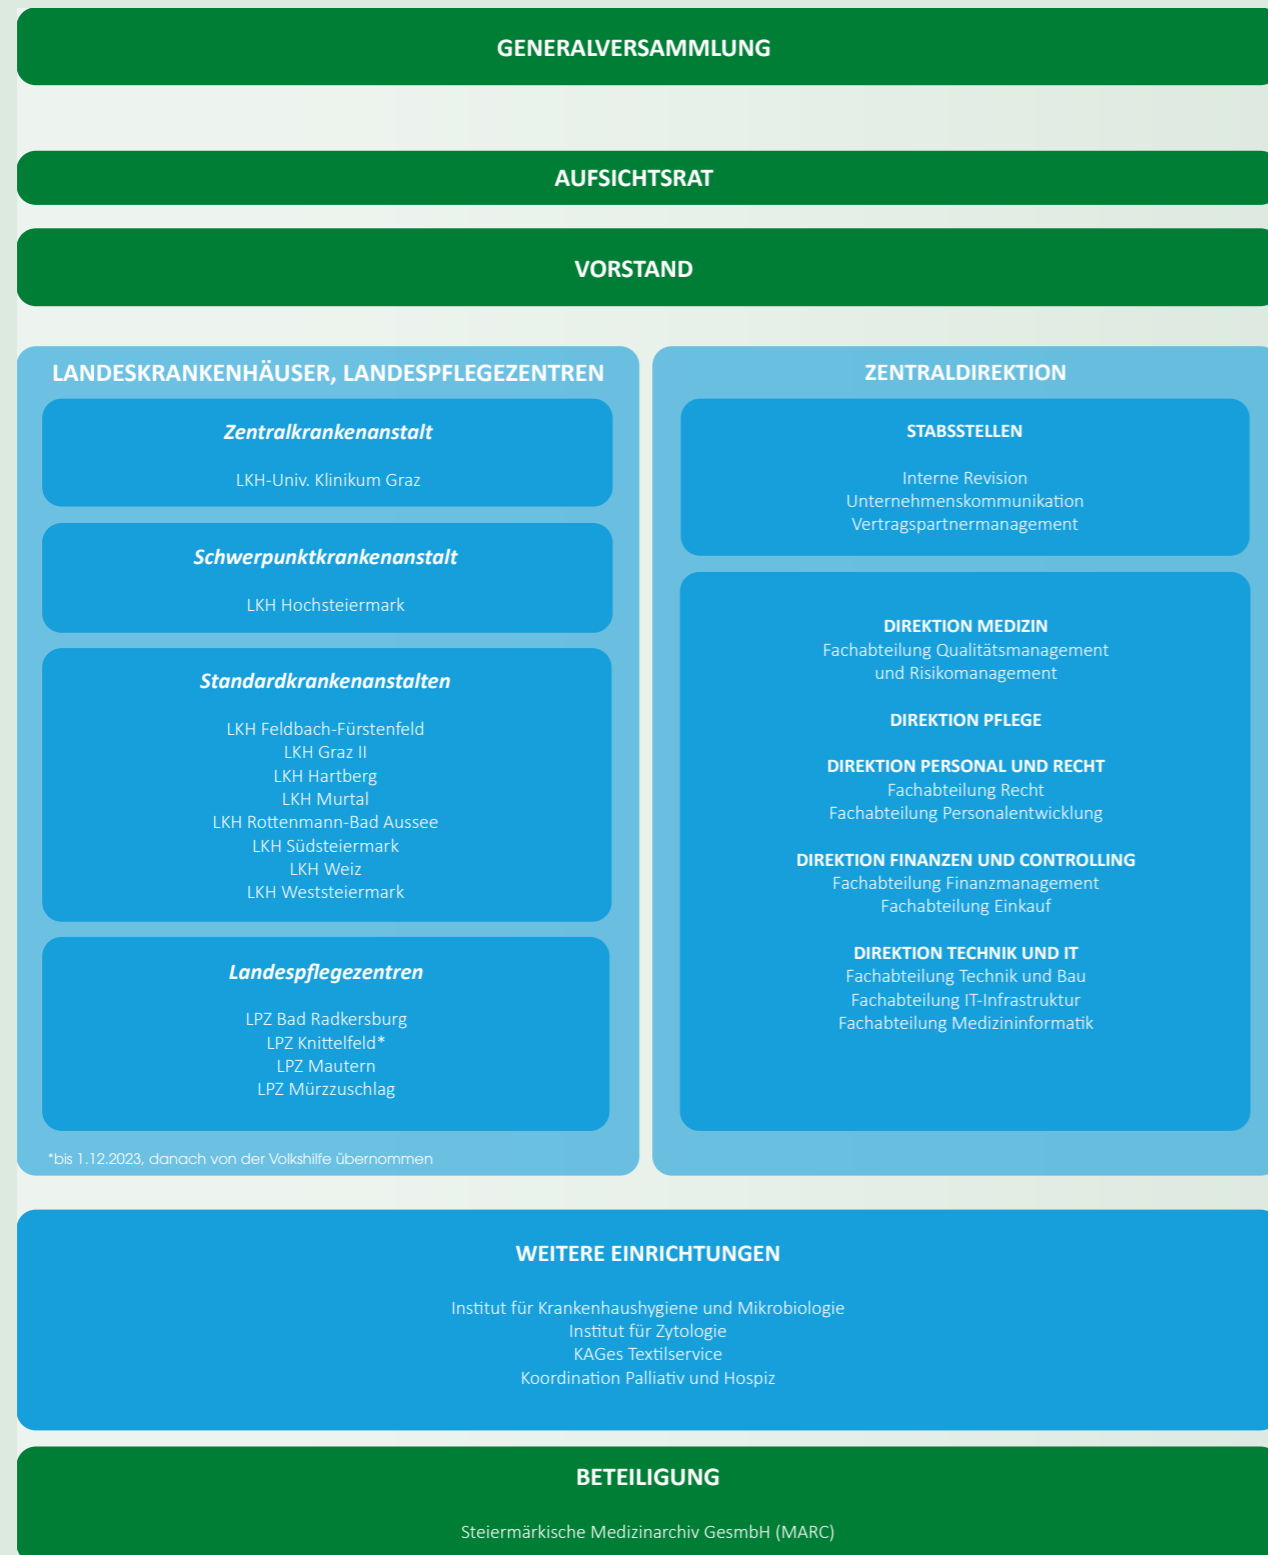 GENERALVERSAMMLUNG
AUFSICHTSRAT
VORSTAND
LANDESKRANKENHÄUSER, LANDESPFLEGEZENTREN
Zentralkrankenanstalt
LKH-Univ. Klinikum Graz
Schwerpunktkrankenanstalt
LKH Hochsteiermark
Standardkrankenanstalten
LKH Feldbach-Fürstenfeld
LKH Graz II
LKH Hartberg
LKH Murtal
LKH Rottenmann-Bad Aussee
LKH Südsteiermark
LKH Weiz
LKH Weststeiermark
Landespflegezentren
LPZ Bad Radkersburg
LPZ Knittelfeld*
LPZ Mautern
LPZ Mürzzuschlag
*bis 1.12.2023, danach von der Volkshilfe übernommen
ZENTRALDIREKTION
STABSSTELLEN
Interne Revision
Unternehmenskommunikation
Vertragspartnermanagement
DIREKTION MEDIZIN
Fachabteilung Qualitätsmanagement
und Risikomanagement
DIREKTION PFLEGE
DIREKTION PERSONAL UND RECHT
Fachabteilung Recht
Fachabteilung Personalentwicklung
DIREKTION FINANZEN UND CONTROLLING
Fachabteilung Finanzmanagement
Fachabteilung Einkauf
DIREKTION TECHNIK UND IT
Fachabteilung Technik und Bau
Fachabteilung IT-Infrastruktur
Fachabteilung Medizininformatik
WEITERE EINRICHTUNGEN
Institut für Krankenhaushygiene und Mikrobiologie
Institut für Zytologie
KAGes Textilservice
Koordination Palliativ und Hospiz
BETEILIGUNG
Steiermärkische Medizinarchiv GesmbH (MARC)